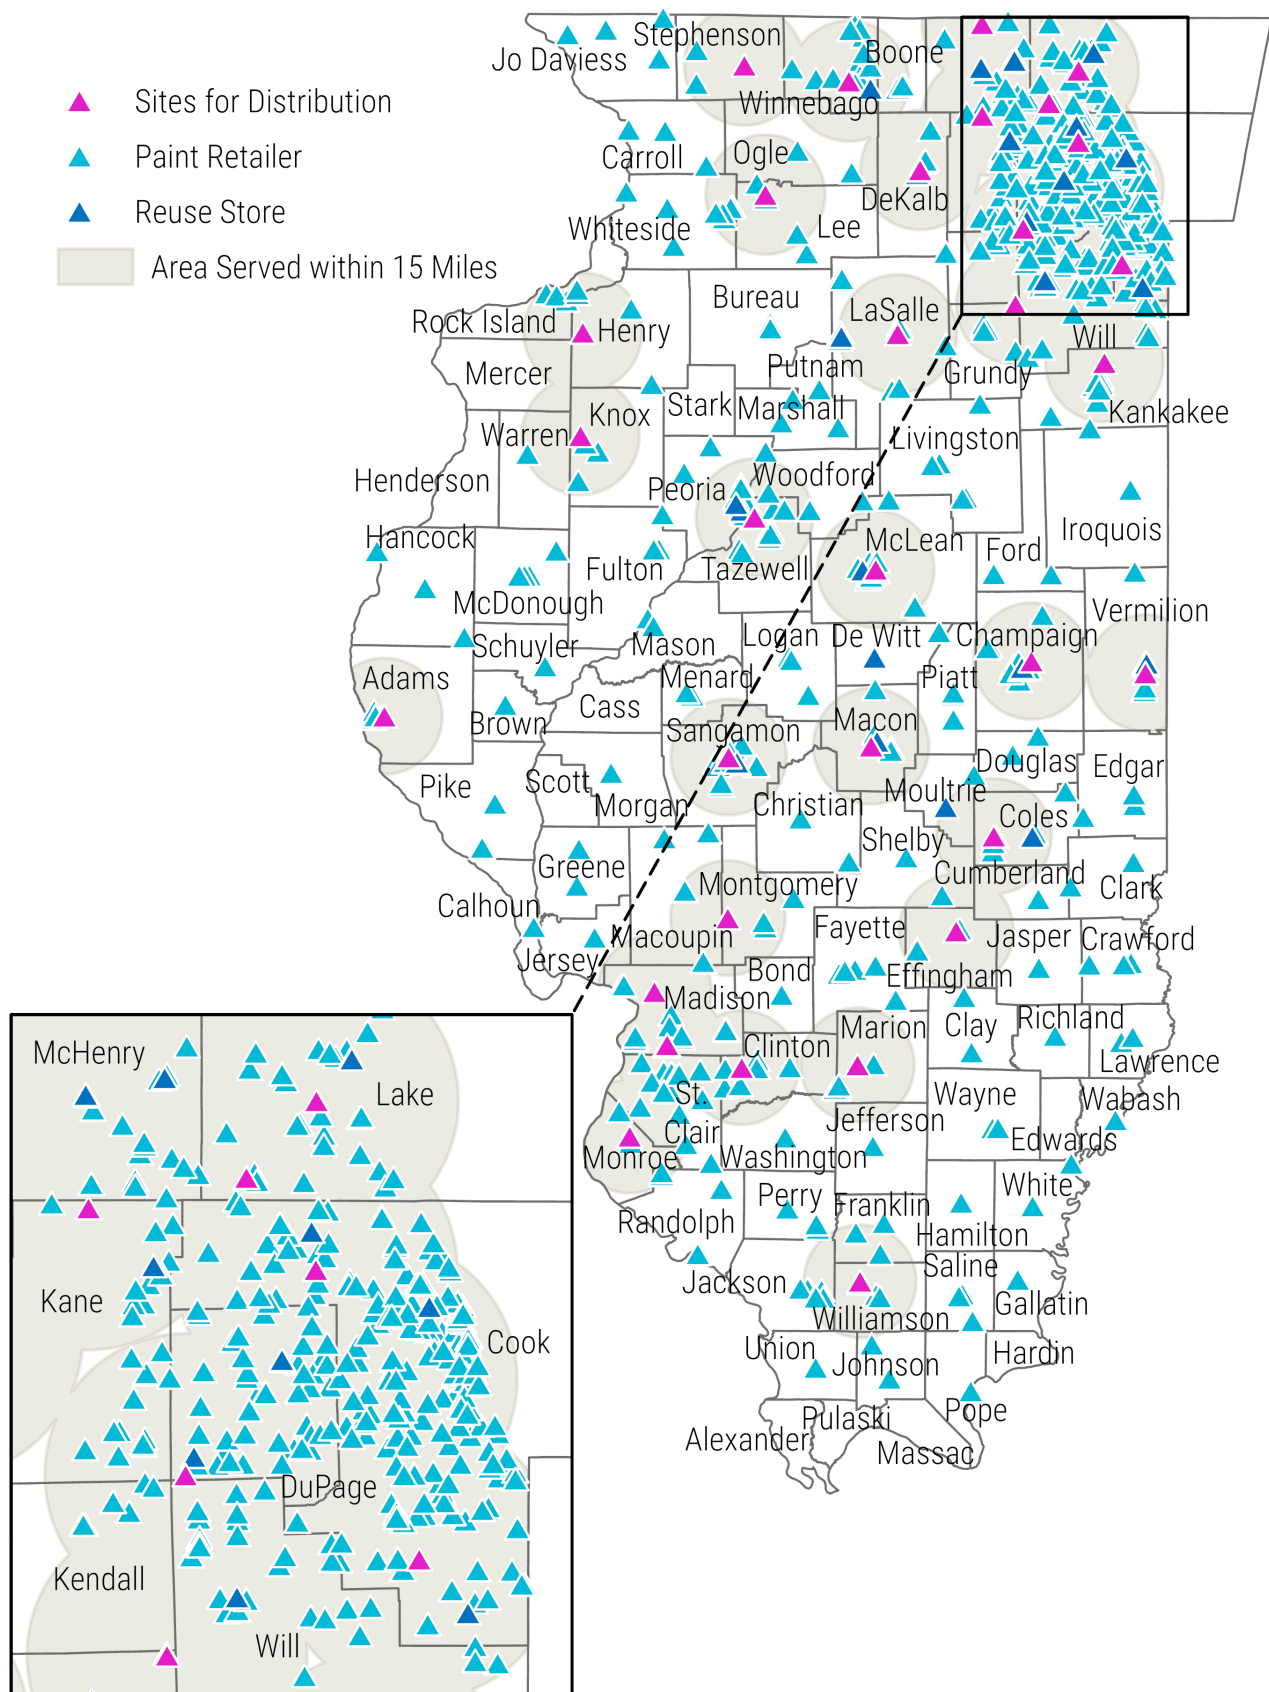 Stephenson
Jo Daviess
Boone
Winnebago
Sites for Distribution
Paint Retailer
Reuse Store
Area Served within 15 Miles
Carroll
Ogle
DeKalb
Whiteside
Lee
Rock Island
Henry
Bureau
LaSalle
Will
Putnam
Grundy
Mercer
Knox
Stark
Marshall
Kankakee
Warren
Livingston
Henderson
Peoria
Woodford
Iroquois
Hancock
McLean
Ford
Fulton
Tazewell
McDonough
Vermilion
Schuyler
Mason
Logan
De Witt
Champaign
Adams
Menard
Piatt
Brown
Cass
Sangamon
Macon
Pike
Scott
Morgan
Christian
Moultrie
Douglas
Edgar
Coles
Shelby
Greene
Cumberland
Clark
Calhoun
Montgomery
Jersey
Macoupin
Fayette
Jasper
Crawford
Bond
Effingham
Madison
Marion
Clay
Richland
Clinton
Lawrence
St.
Clair
Wayne
Wabash
Jefferson
Edwards
Monroe
Washington
White
Perry
Franklin
Randolph
Hamilton
Jackson
Saline
Gallatin
Williamson
Union
Johnson
Hardin
Pulaski
Pope
Alexander
Massac
McHenry
Lake
Kane
Cook
DuPage
Kendall
Will